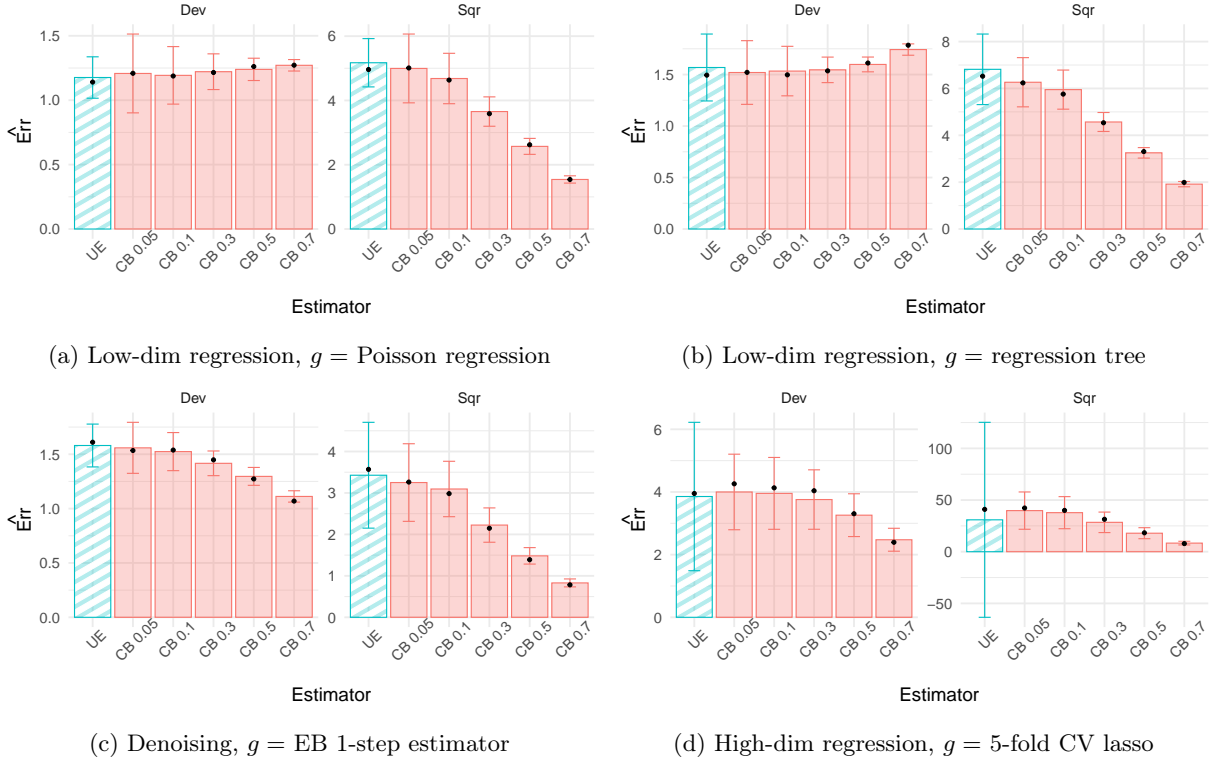 Dev
Sqr
Dev
Sqr
Êrr
1.5
1.0
0.5
0.0
6
4
2
0
UE
CB 0.05
CB 0.1
CB 0.3
CB 0.5
CB 0.7
UE
CB 0.05
CB 0.1
CB 0.3
CB 0.5
CB 0.7
Estimator
(a) Low-dim regression, g = Poisson regression
Êrr
1.5
1.0
0.5
0.0
8
6
4
2
0
UE
CB 0.05
CB 0.1
CB 0.3
CB 0.5
CB 0.7
UE
CB 0.05
CB 0.1
CB 0.3
CB 0.5
CB 0.7
Estimator
(b) Low-dim regression, g = regression tree
Dev
Sqr
Êrr
1.5
1.0
0.5
0.0
4
3
2
1
0
UE
CB 0.05
CB 0.1
CB 0.3
CB 0.5
CB 0.7
UE
CB 0.05
CB 0.1
CB 0.3
CB 0.5
CB 0.7
Estimator
(c) Denoising, g = EB 1-step estimator
Dev
Sqr
Êrr
6
4
2
0
100
50
0
−50
UE
CB 0.05
CB 0.1
CB 0.3
CB 0.5
CB 0.7
UE
CB 0.05
CB 0.1
CB 0.3
CB 0.5
CB 0.7
Estimator
(d) High-dim regression, g = 5-fold CV lasso